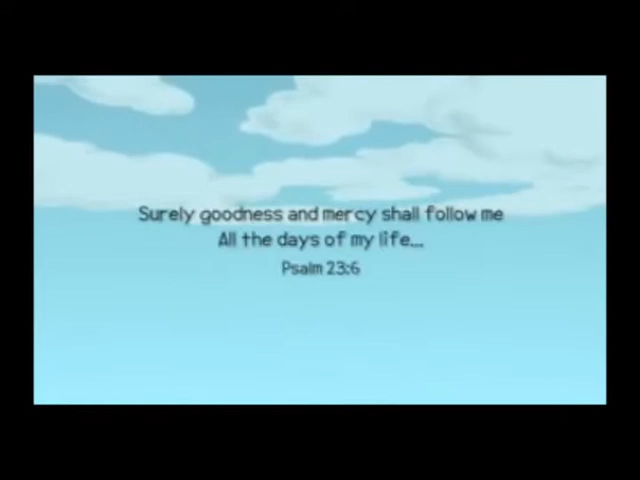 Surely goodness and mercy shall follow me
All the days of my life...
Psalm 23:6